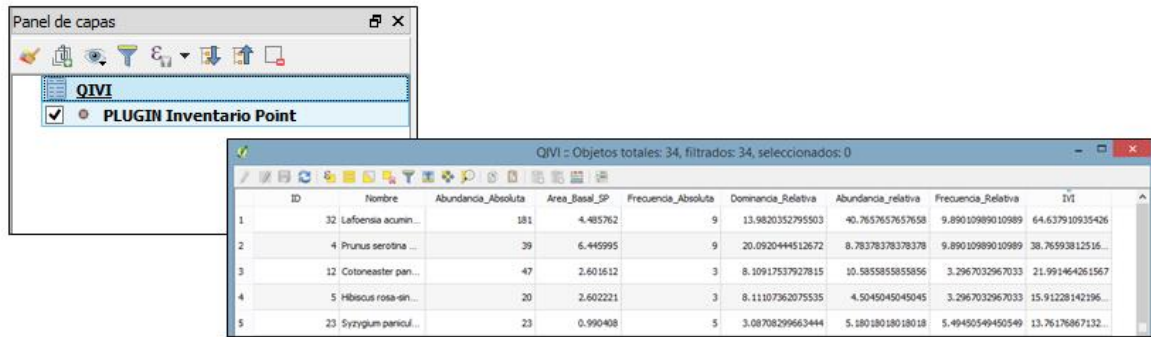 Panel de capas
QIVI
PLUGIN Inventario Point
QIVI :: Objetos totales: 34, filtrados: 34, seleccionados: 0
ID Nombre Abundancia_Absoluta Area_Basal_SP Frecuencia_Absoluta Dominancia_Relativa Abundancia_relativa Frecuencia_Relativa IVI
1 32 Lafoensia acumin... 181 4.485762 9 13.9820352795503 40.7657657657658 9.89010989010989 64.637910935426
2 4 Prunus serotina ... 39 6.445995 9 20.0920444512672 8.78378378378378 9.89010989010989 38.76593812516...
3 12 Cotoneaster pan... 47 2.601612 3 8.10917537927815 10.5855855855856 3.2967032967033 21.991464261567
4 5 Hibiscus rosa-sin... 20 2.602221 3 8.11107362075535 4.5045045045045 3.2967032967033 15.91228142196...
5 23 Syzygium panicul... 23 0.990408 5 3.08708299663444 5.18018018018018 5.49450549450549 13.76176867132...